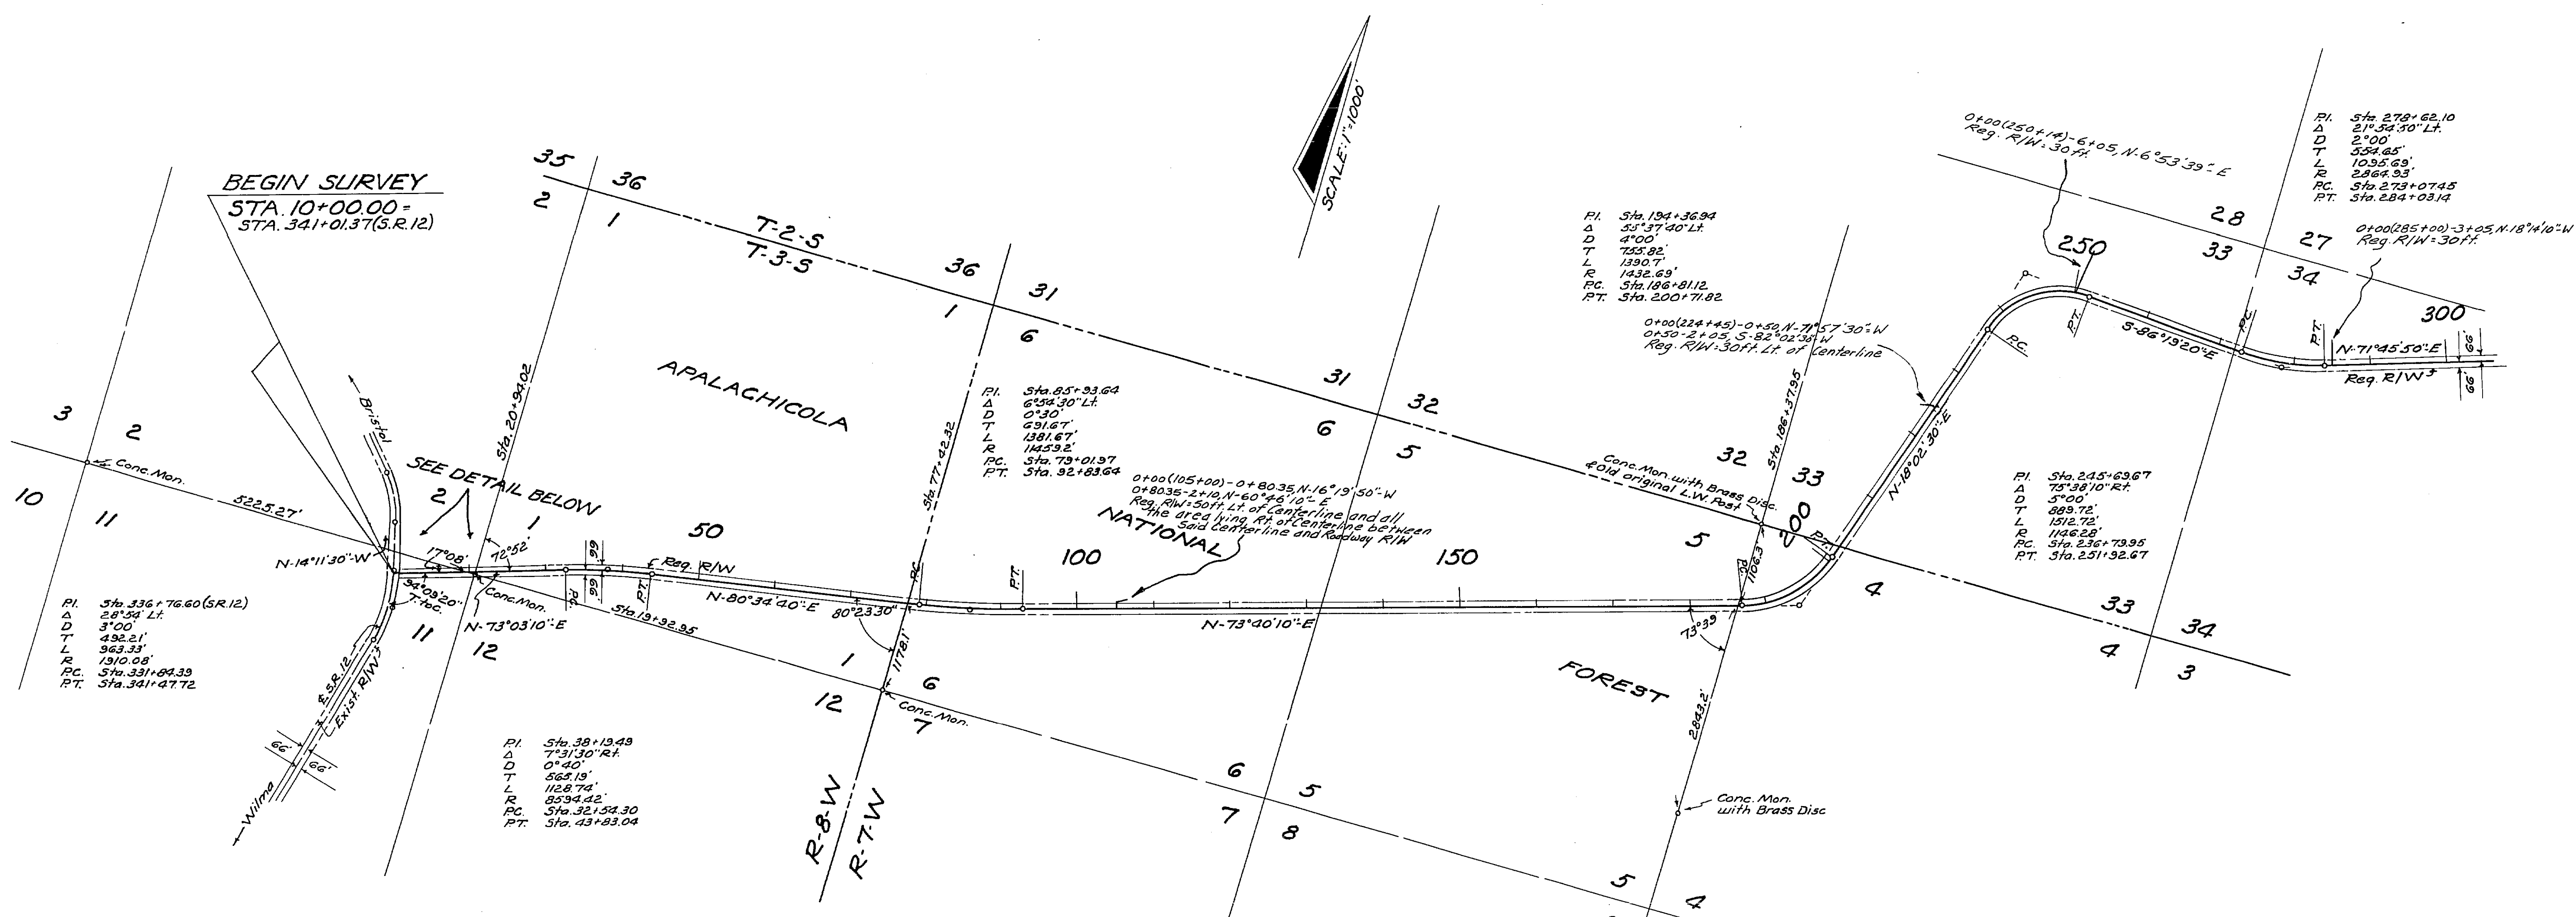 BEGIN SURVEY
STA. 10+00.00 =
STA. 341+01.37(S.R.12)
35
36
2
1
T-2-S
T-3-S
36
31
1
6
SCALE: 1"=1000'
APALACHICOLA
31
32
6
5
P.I. Sta. 194+36.94
Δ 55°37'40" Lt.
D 4°00'
T 755.82'
L 1390.7'
R 1432.69'
P.C. Sta. 186+81.12
P.T. Sta. 200+71.82
0+00(250+14)-6+05, N-6°53'39"-E
Reg. R/W=30 ft.
P.I. Sta. 278+62.10
Δ 21°54'50" Lt.
D 2°00'
T 554.65'
L 1095.69'
R 2864.93'
P.C. Sta. 273+07.45
P.T. Sta. 284+03.14
28
33
27
34
0+00(285+00)-3+05, N-18°14'10"-W
Reg. R/W=30 ft.
250
300
0+00(224+45)-0+50, N-71°57'30"-W
0+50-2+05, S-82°02'30"-W
Reg. R/W=30ft. Lt. of Centerline
P.C.
P.T.
S-86°19'20"-E
P.C.
P.T.
N-71°45'50"-E
66'
66'
Reg. R/W
N-18°02'30"-E
P.I. Sta. 85+93.64
Δ 6°54'30" Lt.
D 0°30'
T 691.67'
L 1381.67'
R 11459.2'
P.C. Sta. 79+01.97
P.T. Sta. 92+83.64
0+00(105+00)-0+80.35, N-16°19'50"-W
0+80.35-2+10, N-60°46'10"-E
Reg. R/W=50ft. Lt. of Centerline and all
the area lying Rt. of Centerline between
said Centerline and Roadway R/W
NATIONAL
Conc. Mon. with Brass Disc.
& Old original L.W. Post
32
33
5
4
200
P.T.
Sta. 186+37.95
1106.3'
P.C.
P.I. Sta. 245+69.67
Δ 75°38'10" Rt.
D 5°00'
T 889.72'
L 1512.72'
R 1146.28'
P.C. Sta. 236+79.95
P.T. Sta. 251+92.67
33
34
4
3
3
2
10
11
Conc. Mon.
5225.27'
Bristol
SEE DETAIL BELOW
2
1
Sta. 20+94.02
N-14°11'30"-W
17°08'
72°52'
94°09'20"
T. to C.
Conc. Mon.
N-73°03'10"-E
11
12
P.C.
66'
66'
P.T.
50
Reg. R/W
N-80°34'40"-E
Sta. 19+92.95
Sta. 77+42.32
P.C.
80°23'30"
1178.1'
P.T.
100
150
N-73°40'10"-E
73°39'
P.I. Sta. 336+76.60 (S.R.12)
Δ 28°54' Lt.
D 3°00'
T 492.21'
L 963.33'
R 1910.08'
P.C. Sta. 331+84.39
P.T. Sta. 341+47.72
℄ S.R. 12
Exist. R/W
66'
66'
Wilma
P.I. Sta. 38+19.49
Δ 7°31'30" Rt.
D 0°40'
T 565.19'
L 1128.74'
R 8594.42'
P.C. Sta. 32+54.30
P.T. Sta. 43+83.04
1
6
12
7
Conc. Mon.
R-8-W
R-7-W
6
5
7
8
FOREST
2843.2'
Conc. Mon.
with Brass Disc
5
4